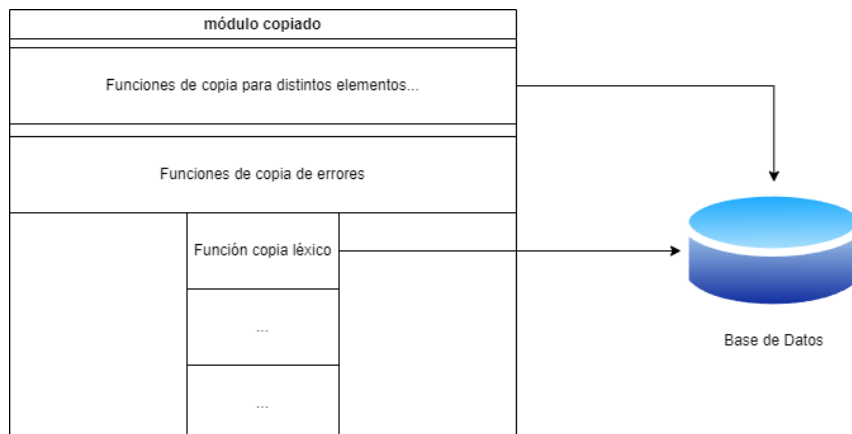 módulo copiado
Funciones de copia para distintos elementos...
Funciones de copia de errores
Función copia léxico
...
...
Base de Datos